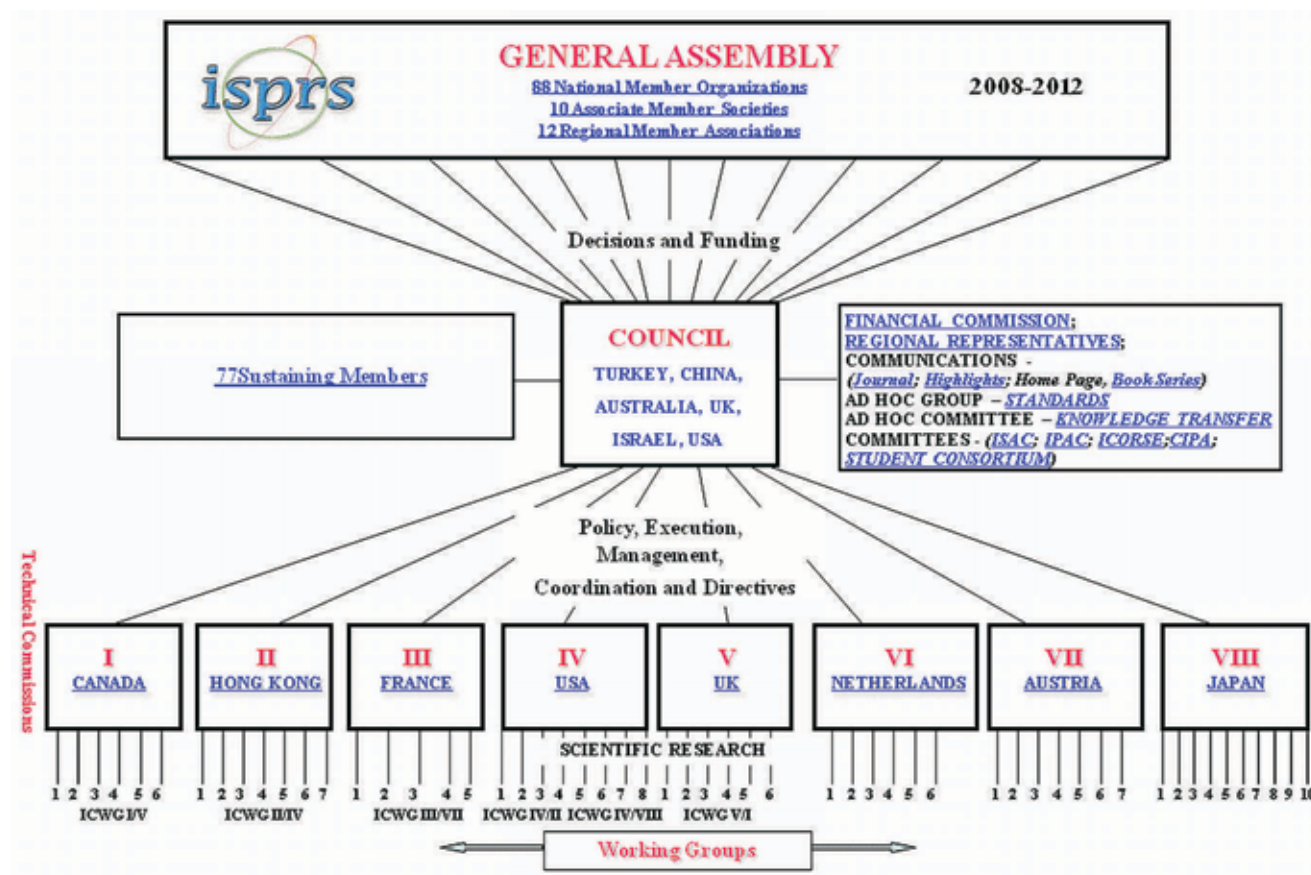 isprs
GENERAL ASSEMBLY
88 National Member Organizations
10 Associate Member Societies
12 Regional Member Associations
2008-2012
Decisions and Funding
77Sustaining Members
COUNCIL
TURKEY, CHINA,
AUSTRALIA, UK,
ISRAEL, USA
FINANCIAL COMMISSION;
REGIONAL REPRESENTATIVES;
COMMUNICATIONS -
(Journal; Highlights; Home Page, Book Series)
AD HOC GROUP – STANDARDS
AD HOC COMMITTEE – KNOWLEDGE TRANSFER
COMMITTEES - (ISAC; IPAC; ICORSE;CIPA;
STUDENT CONSORTIUM)
Policy, Execution,
Management,
Coordination and Directives
Technical Commissions
I
CANADA
II
HONG KONG
III
FRANCE
IV
USA
V
UK
VI
NETHERLANDS
VII
AUSTRIA
VIII
JAPAN
SCIENTIFIC RESEARCH
1 2 3 4 5 6
1 2 3 4 5 6 7
1 2 3 4 5
1 2 3 4 5 6 7 8
1 2 3 4 5 6
1 2 3 4 5 6
1 2 3 4 5 6 7
1 2 3 4 5 6 7 8 9 10
ICWG I/V
ICWG II/IV
ICWG III/VII
ICWG IV/II ICWG IV/VIII
ICWG V/I
Working Groups